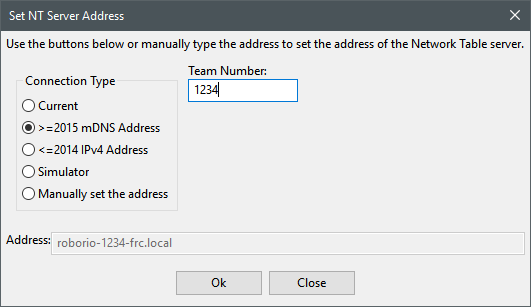 Set NT Server Address
Use the buttons below or manually type the address to set the address of the Network Table server.
Team Number:
1234
Connection Type
Current
>=2015 mDNS Address
<=2014 IPv4 Address
Simulator
Manually set the address
Address: roborio-1234-frc.local
Ok Close